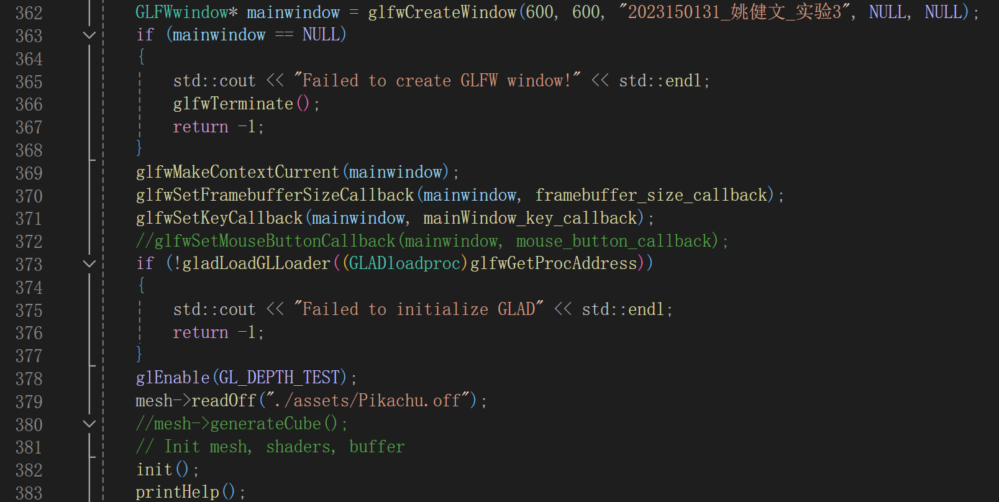 362 GLFWwindow* mainwindow = glfwCreateWindow(600, 600, "2023150131_姚健文_实验3", NULL, NULL);
363 if (mainwindow == NULL)
364 {
365 std::cout << "Failed to create GLFW window!" << std::endl;
366 glfwTerminate();
367 return -1;
368 }
369 glfwMakeContextCurrent(mainwindow);
370 glfwSetFramebufferSizeCallback(mainwindow, framebuffer_size_callback);
371 glfwSetKeyCallback(mainwindow, mainWindow_key_callback);
372 //glfwSetMouseButtonCallback(mainwindow, mouse_button_callback);
373 if (!gladLoadGLLoader((GLADloadproc)glfwGetProcAddress))
374 {
375 std::cout << "Failed to initialize GLAD" << std::endl;
376 return -1;
377 }
378 glEnable(GL_DEPTH_TEST);
379 mesh->readOff("./assets/Pikachu.off");
380 //mesh->generateCube();
381 // Init mesh, shaders, buffer
382 init();
383 printHelp();